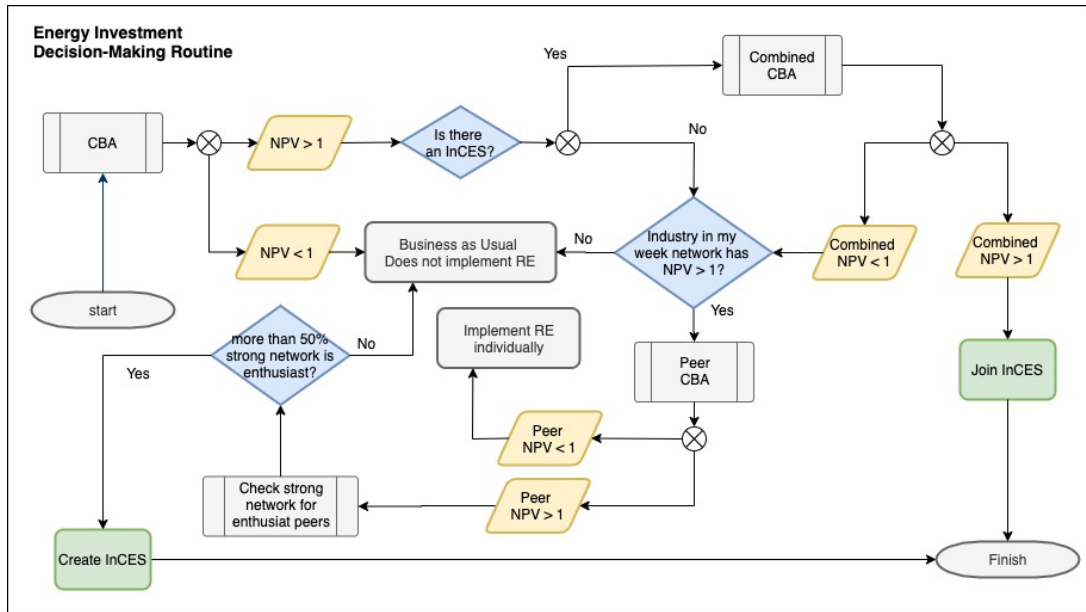 Energy Investment
Decision-Making Routine
Yes
Combined
CBA
CBA
NPV > 1
Is there
an InCES?
No
NPV < 1
Business as Usual
Does not implement RE
No
Industry in my
week network has
NPV > 1?
Combined
NPV < 1
Combined
NPV > 1
start
Yes
more than 50%
strong network is
enthusiast?
No
Yes
Implement RE
individually
Peer
CBA
Join InCES
Peer
NPV < 1
Check strong
network for
enthusiat peers
Peer
NPV > 1
Create InCES
Finish